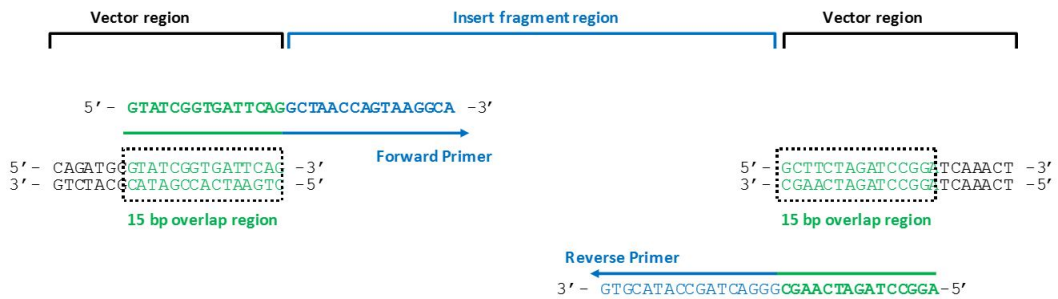 Vector region Insert fragment region Vector region
5’- GTATCGGTGATTCAGGCTAACCAGTAAGGCA -3’
Forward Primer
5’- CAGATGCGTATCGGTGATTCAG -3’ 5’- GCTTCTAGATCCGGATCAAACT -3’
3’- GTCTACGCATAGCCACTAAGTC -5’ 3’- CGAACTAGATCCGGATCAAACT -5’
15 bp overlap region 15 bp overlap region
Reverse Primer
3’- GTGCATACCGATCAGGGCGAACTAGATCCGGA-5’